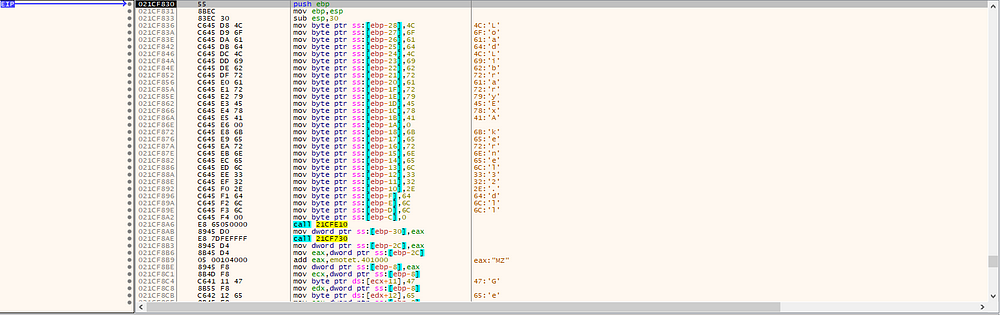 EIP 021CF830 55 push ebp
021CF831 8BEC mov ebp,esp
021CF833 83EC 30 sub esp,30
021CF836 C645 D8 4C mov byte ptr ss:[ebp-28],4C 4C:'L'
021CF83A C645 D9 6F mov byte ptr ss:[ebp-27],6F 6F:'o'
021CF83E C645 DA 61 mov byte ptr ss:[ebp-26],61 61:'a'
021CF842 C645 DB 64 mov byte ptr ss:[ebp-25],64 64:'d'
021CF846 C645 DC 4C mov byte ptr ss:[ebp-24],4C 4C:'L'
021CF84A C645 DD 69 mov byte ptr ss:[ebp-23],69 69:'i'
021CF84E C645 DE 62 mov byte ptr ss:[ebp-22],62 62:'b'
021CF852 C645 DF 72 mov byte ptr ss:[ebp-21],72 72:'r'
021CF856 C645 E0 61 mov byte ptr ss:[ebp-20],61 61:'a'
021CF85A C645 E1 72 mov byte ptr ss:[ebp-1F],72 72:'r'
021CF85E C645 E2 79 mov byte ptr ss:[ebp-1E],79 79:'y'
021CF862 C645 E3 45 mov byte ptr ss:[ebp-1D],45 45:'E'
021CF866 C645 E4 78 mov byte ptr ss:[ebp-1C],78 78:'x'
021CF86A C645 E5 41 mov byte ptr ss:[ebp-1B],41 41:'A'
021CF86E C645 E6 00 mov byte ptr ss:[ebp-1A],0
021CF872 C645 E8 6B mov byte ptr ss:[ebp-18],6B 6B:'k'
021CF876 C645 E9 65 mov byte ptr ss:[ebp-17],65 65:'e'
021CF87A C645 EA 72 mov byte ptr ss:[ebp-16],72 72:'r'
021CF87E C645 EB 6E mov byte ptr ss:[ebp-15],6E 6E:'n'
021CF882 C645 EC 65 mov byte ptr ss:[ebp-14],65 65:'e'
021CF886 C645 ED 6C mov byte ptr ss:[ebp-13],6C 6C:'l'
021CF88A C645 EE 33 mov byte ptr ss:[ebp-12],33 33:'3'
021CF88E C645 EF 32 mov byte ptr ss:[ebp-11],32 32:'2'
021CF892 C645 F0 2E mov byte ptr ss:[ebp-10],2E 2E:'.'
021CF896 C645 F1 64 mov byte ptr ss:[ebp-F],64 64:'d'
021CF89A C645 F2 6C mov byte ptr ss:[ebp-E],6C 6C:'l'
021CF89E C645 F3 6C mov byte ptr ss:[ebp-D],6C 6C:'l'
021CF8A2 C645 F4 00 mov byte ptr ss:[ebp-C],0
021CF8A6 E8 65050000 call 21CFE10
021CF8AB 8945 D0 mov dword ptr ss:[ebp-30],eax
021CF8AE E8 7DFEFFFF call 21CF730
021CF8B3 8945 D4 mov dword ptr ss:[ebp-2C],eax
021CF8B6 8B45 D4 mov eax,dword ptr ss:[ebp-2C]
021CF8B9 05 00104000 add eax,emotet.401000 eax:"MZ"
021CF8BE 8945 F8 mov dword ptr ss:[ebp-8],eax
021CF8C1 8B4D F8 mov ecx,dword ptr ss:[ebp-8]
021CF8C4 C641 11 47 mov byte ptr ds:[ecx+11],47 47:'G'
021CF8C8 8B55 F8 mov edx,dword ptr ss:[ebp-8]
021CF8CB C642 12 65 mov byte ptr ds:[edx+12],65 65:'e'